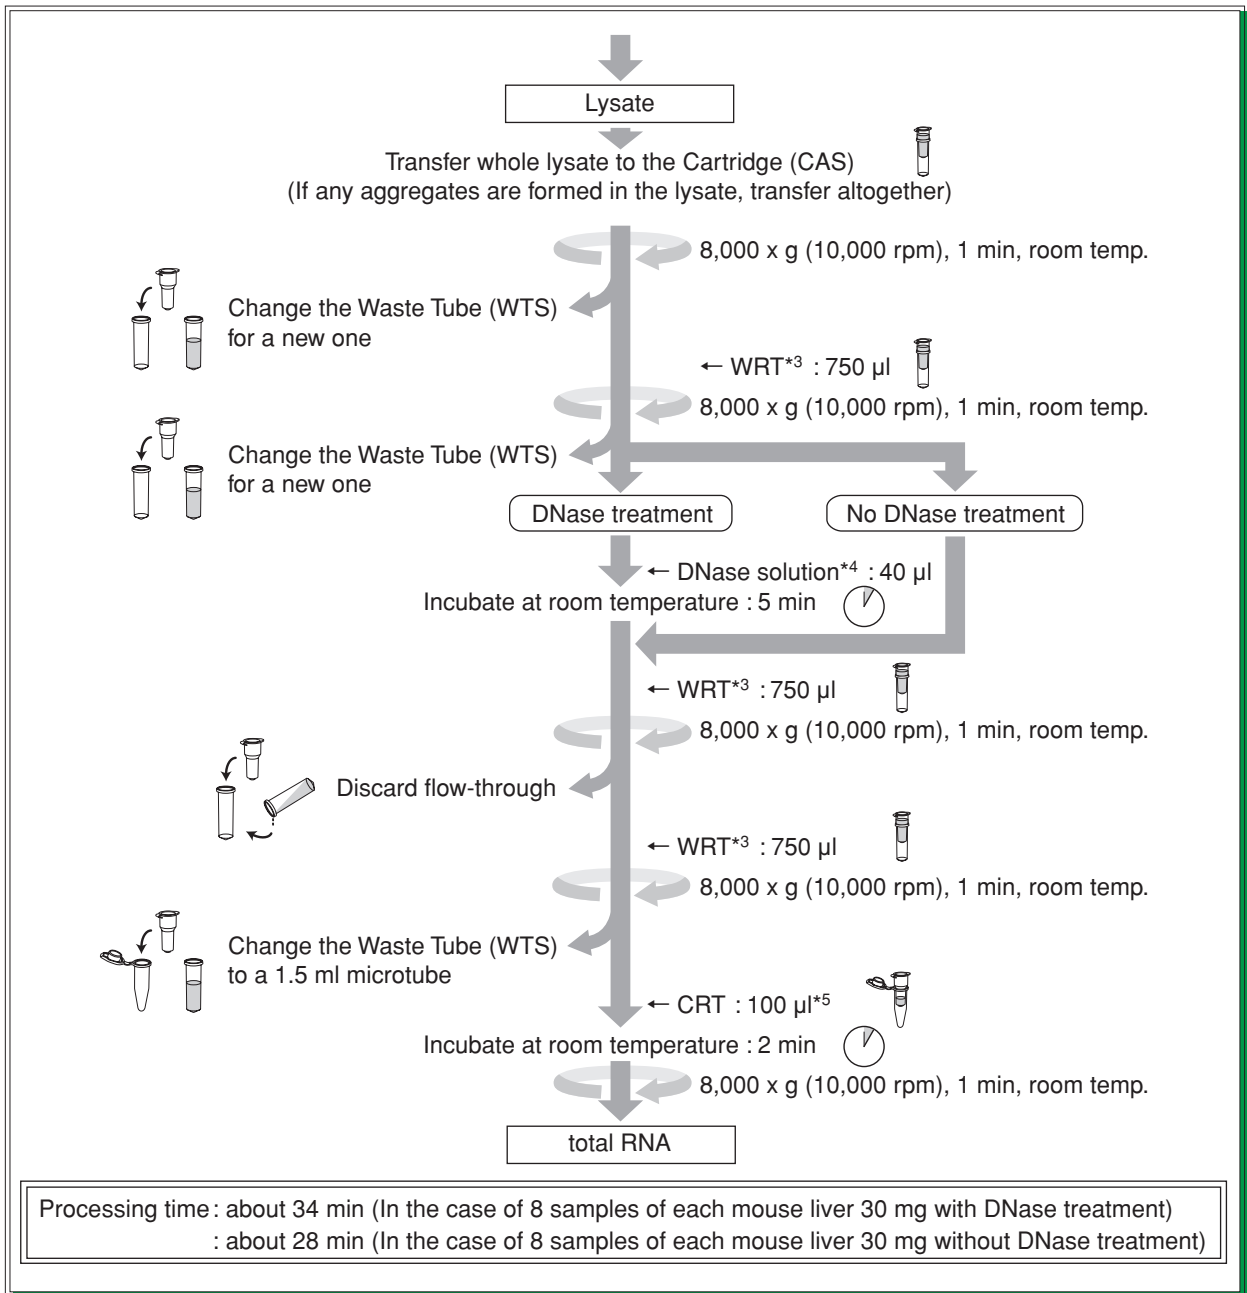 Lysate
Transfer whole lysate to the Cartridge (CAS)
(If any aggregates are formed in the lysate, transfer altogether)
8,000 x g (10,000 rpm), 1 min, room temp.
Change the Waste Tube (WTS)
for a new one
← WRT*3 : 750 µl
8,000 x g (10,000 rpm), 1 min, room temp.
Change the Waste Tube (WTS)
for a new one
DNase treatment
No DNase treatment
← DNase solution*4 : 40 µl
Incubate at room temperature : 5 min
← WRT*3 : 750 µl
8,000 x g (10,000 rpm), 1 min, room temp.
Discard flow-through
← WRT*3 : 750 µl
8,000 x g (10,000 rpm), 1 min, room temp.
Change the Waste Tube (WTS)
to a 1.5 ml microtube
← CRT : 100 µl*5
Incubate at room temperature : 2 min
8,000 x g (10,000 rpm), 1 min, room temp.
total RNA
Processing time : about 34 min (In the case of 8 samples of each mouse liver 30 mg with DNase treatment)
: about 28 min (In the case of 8 samples of each mouse liver 30 mg without DNase treatment)